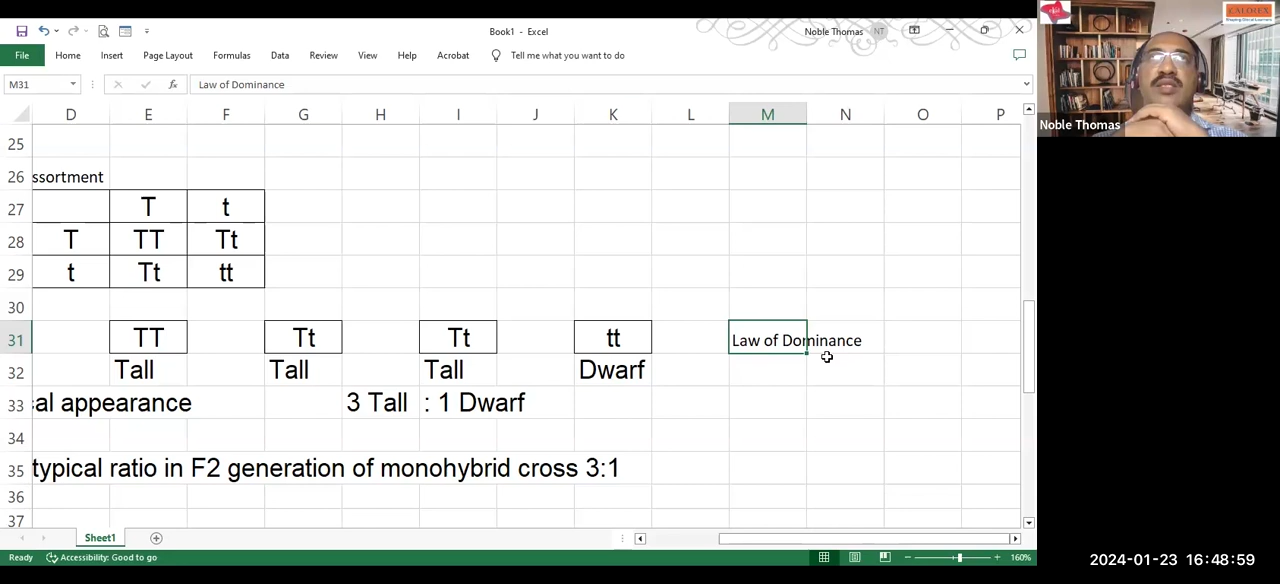 Book1 - Excel
Noble Thomas NT
File Home Insert Page Layout Formulas Data Review View Help Acrobat Tell me what you want to do
M31 fx Law of Dominance
D E F G H I J K L M N O P
25
26 ssortment
27 T t
28 T TT Tt
29 t Tt tt
30
31 TT Tt Tt tt Law of Dominance
32 Tall Tall Tall Dwarf
33 al appearance 3 Tall : 1 Dwarf
34
35 typical ratio in F2 generation of monohybrid cross 3:1
36
37
Sheet1
Ready Accessibility: Good to go 160%
CALDIEX
Noble Thomas
2024-01-23 16:48:59